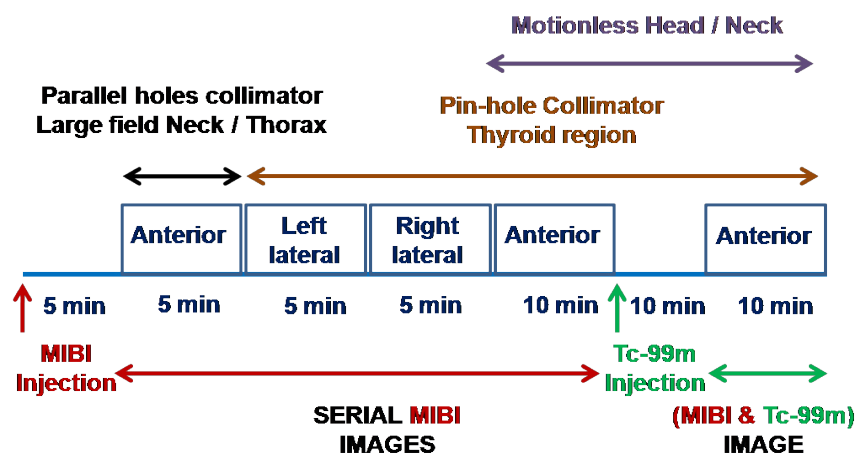 Motionless Head / Neck
Parallel holes collimator
Large field Neck / Thorax
Pin-hole Collimator
Thyroid region
Anterior
Left
lateral
Right
lateral
Anterior
Anterior
5 min
5 min
5 min
5 min
10 min
10 min
10 min
MIBI
Injection
Tc-99m
Injection
SERIAL MIBI
IMAGES
(MIBI & Tc-99m)
IMAGE